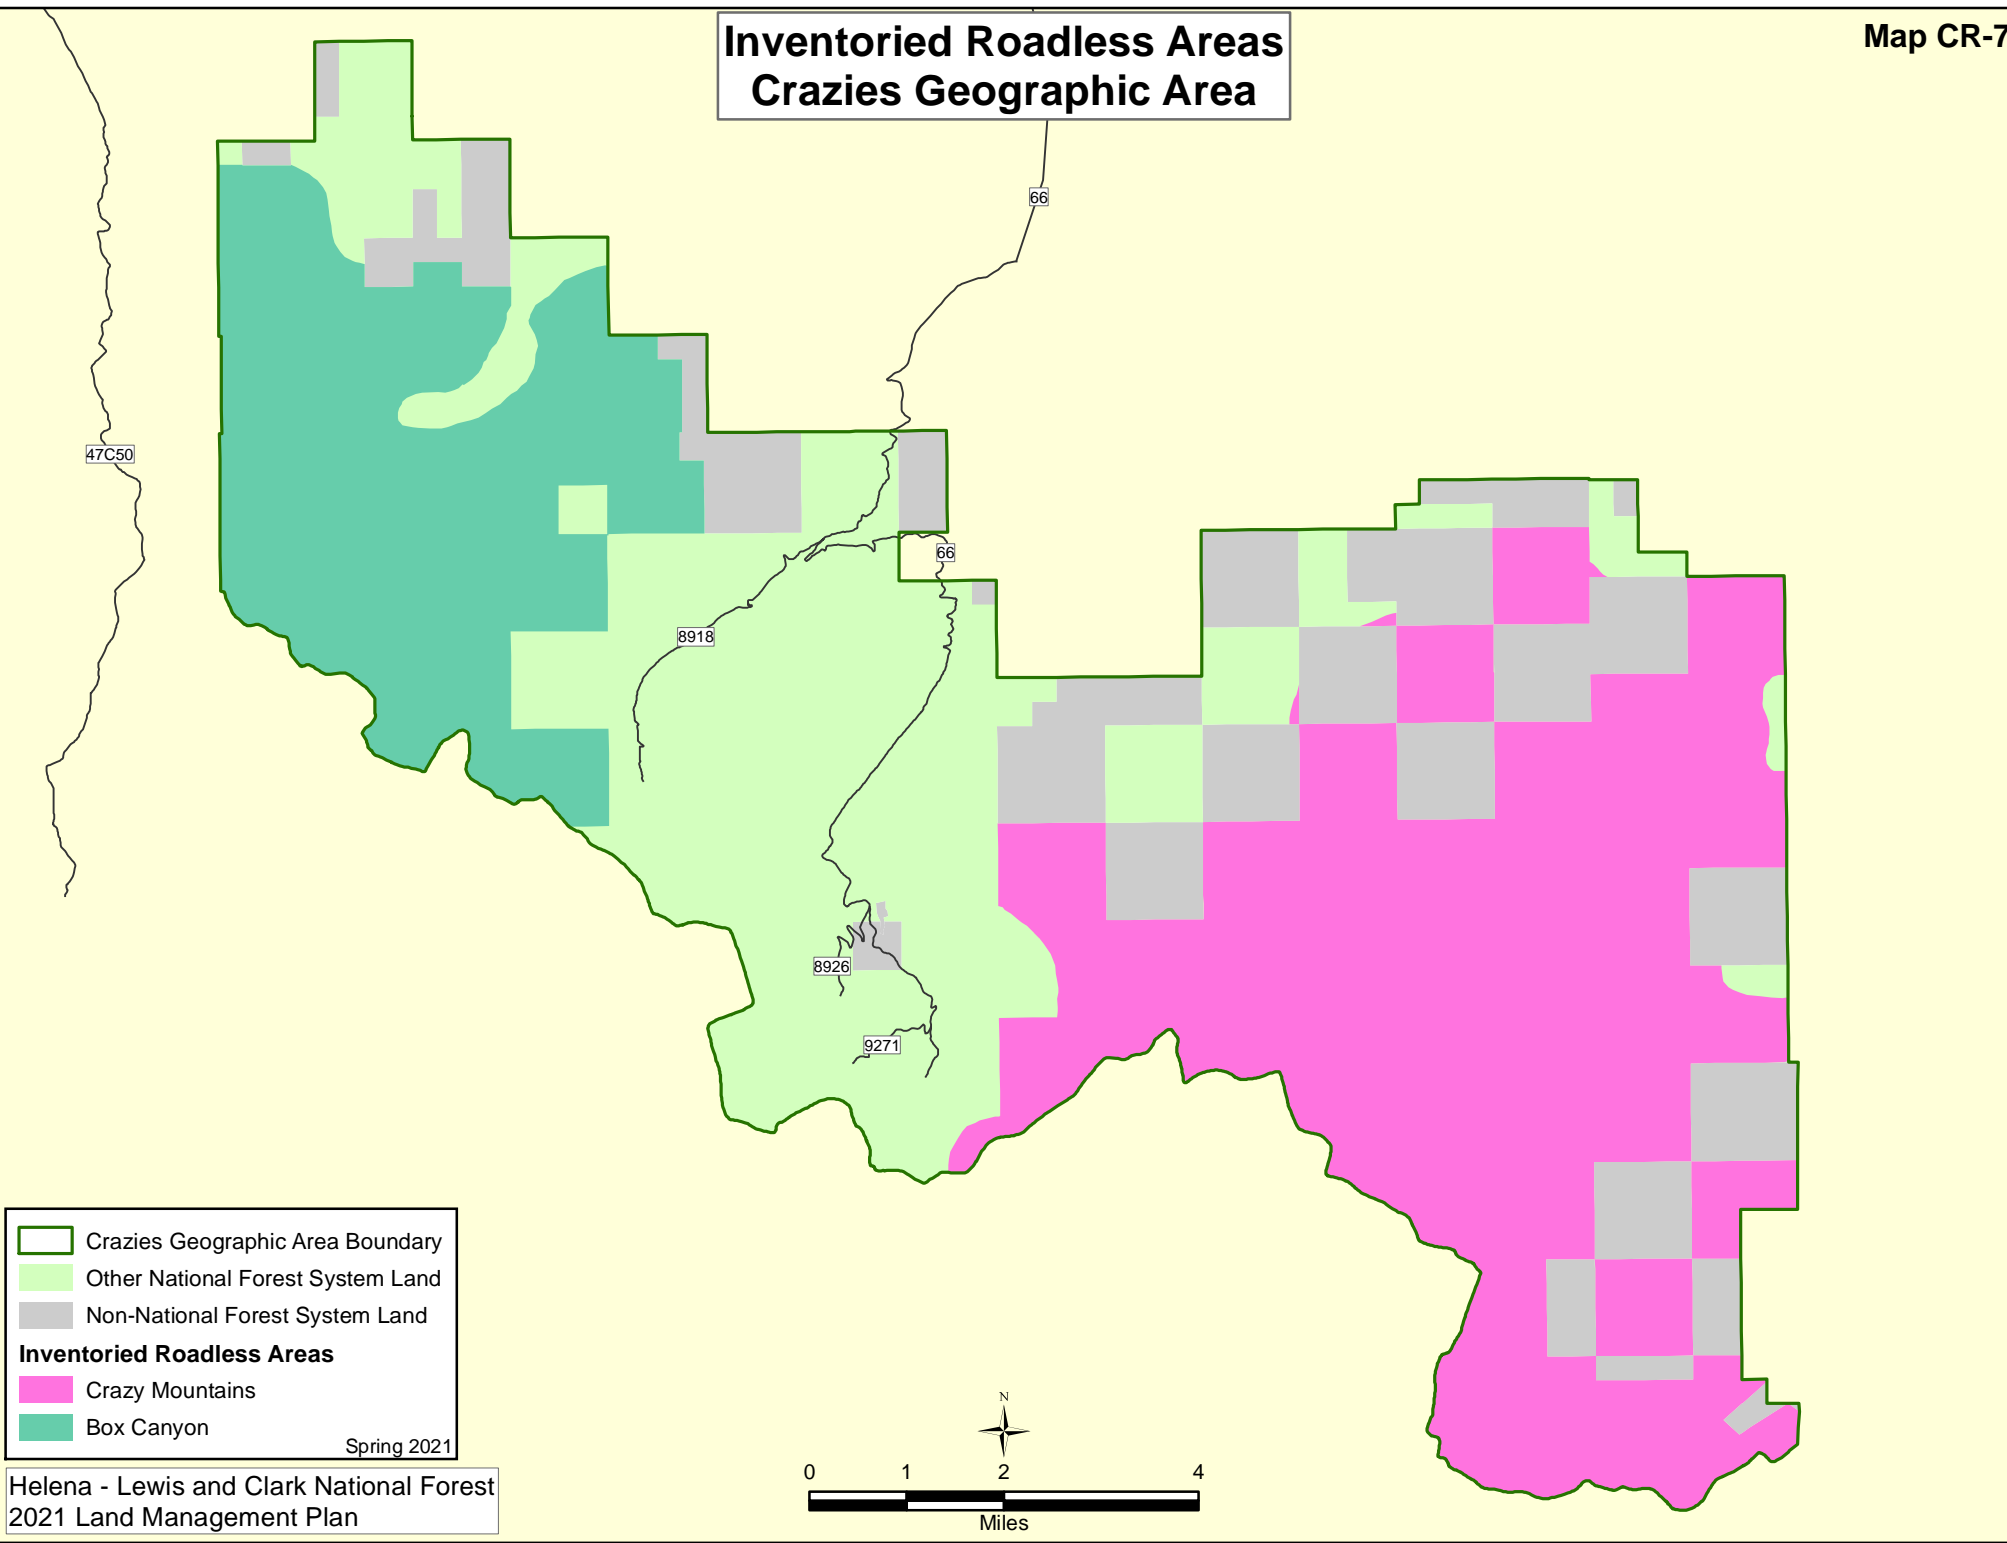 Inventoried Roadless Areas
Crazies Geographic Area
Map CR-7
66
47C50
66
8918
8926
9271
Crazies Geographic Area Boundary
Other National Forest System Land
Non-National Forest System Land
Inventoried Roadless Areas
Crazy Mountains
Box Canyon
Spring 2021
Helena - Lewis and Clark National Forest
2021 Land Management Plan
N
0 1 2 4
Miles